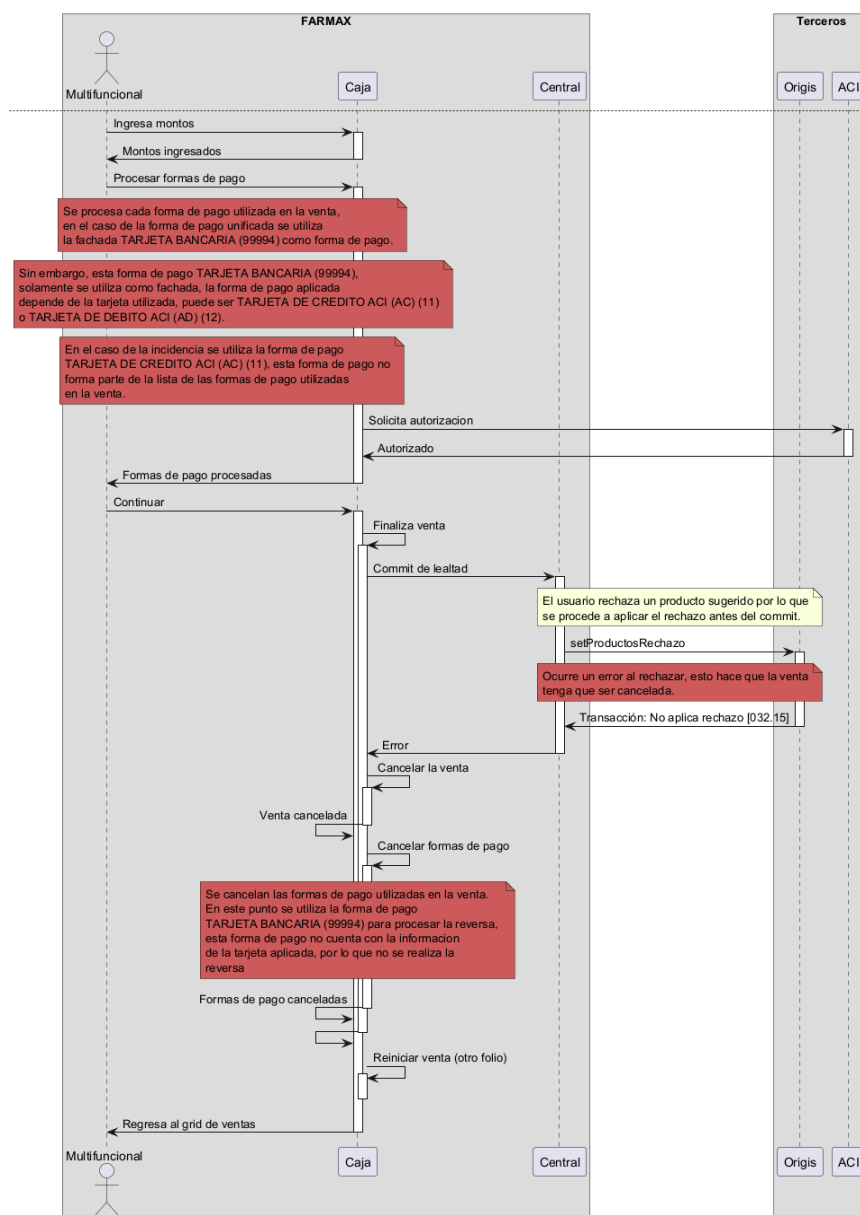 FARMAX
Terceros
Multifuncional
Caja
Central
Origis
ACI
Ingresa montos
Montos ingresados
Procesar formas de pago
Se procesa cada forma de pago utilizada en la venta,
en el caso de la forma de pago unificada se utiliza
la fachada TARJETA BANCARIA (99994) como forma de pago.
Sin embargo, esta forma de pago TARJETA BANCARIA (99994),
solamente se utiliza como fachada, la forma de pago aplicada
depende de la tarjeta utilizada, puede ser TARJETA DE CREDITO ACI (AC) (11)
o TARJETA DE DEBITO ACI (AD) (12).
En el caso de la incidencia se utiliza la forma de pago
TARJETA DE CREDITO ACI (AC) (11), esta forma de pago no
forma parte de la lista de las formas de pago utilizadas
en la venta.
Solicita autorizacion
Autorizado
Formas de pago procesadas
Continuar
Finaliza venta
Commit de lealtad
El usuario rechaza un producto sugerido por lo que
se procede a aplicar el rechazo antes del commit.
setProductosRechazo
Ocurre un error al rechazar, esto hace que la venta
tenga que ser cancelada.
Transacción: No aplica rechazo [032.15]
Error
Cancelar la venta
Venta cancelada
Cancelar formas de pago
Se cancelan las formas de pago utilizadas en la venta.
En este punto se utiliza la forma de pago
TARJETA BANCARIA (99994) para procesar la reversa,
esta forma de pago no cuenta con la informacion
de la tarjeta aplicada, por lo que no se realiza la
reversa
Formas de pago canceladas
Reiniciar venta (otro folio)
Regresa al grid de ventas
Multifuncional
Caja
Central
Origis
ACI